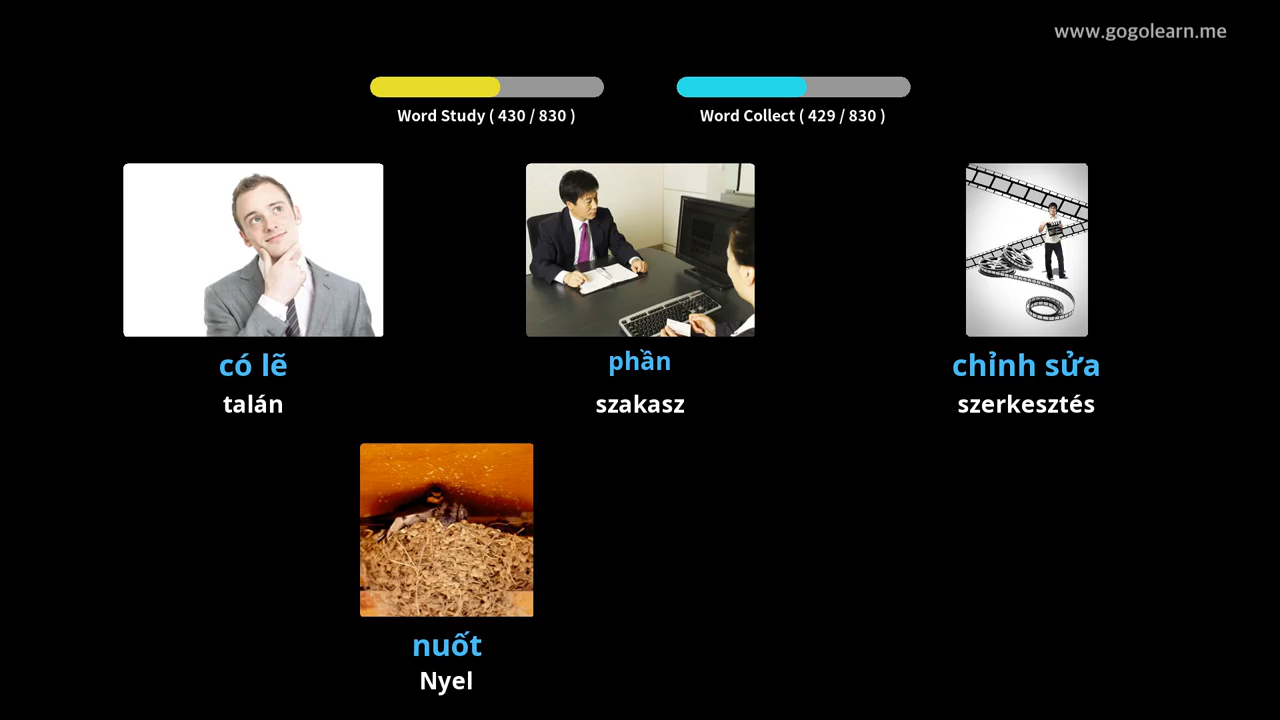 www.gogolearn.me
Word Study ( 430 / 830 )
Word Collect ( 429 / 830 )
có lẽ
talán
phần
szakasz
chỉnh sửa
szerkesztés
nuốt
Nyel